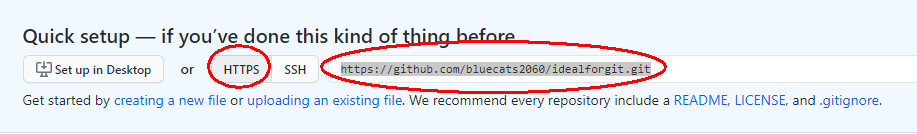 Quick setup — if you've done this kind of thing before
Set up in Desktop or HTTPS SSH https://github.com/bluecats2060/idealforgit.git
Get started by creating a new file or uploading an existing file. We recommend every repository include a README, LICENSE, and .gitignore.